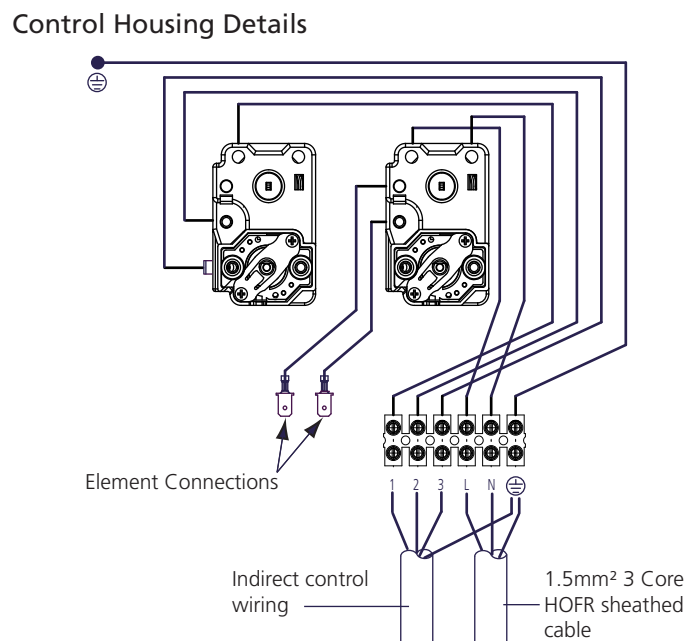 Control Housing Details
Element Connections
1 2 3 L N
Indirect control
wiring
1.5mm² 3 Core
HOFR sheathed
cable